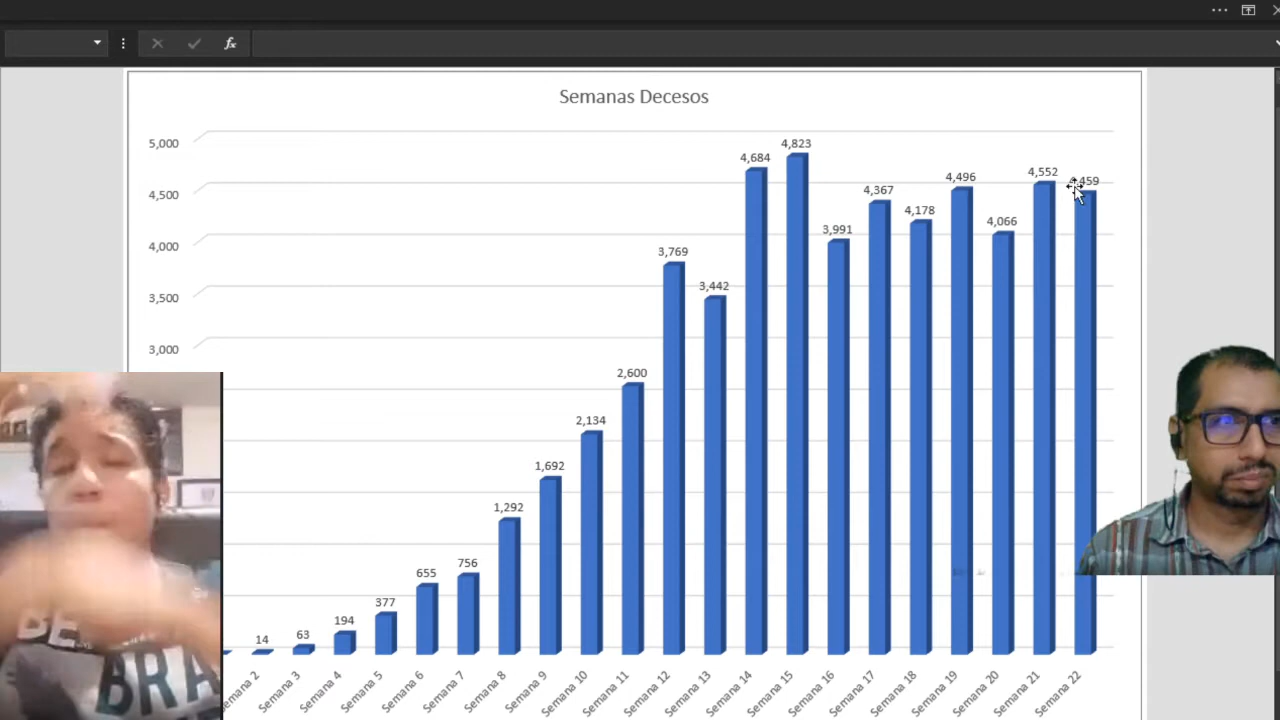 fx
Semanas Decesos
5,000
4,500
4,000
3,500
3,000
14
63
194
377
655
756
1,292
1,692
2,134
2,600
3,769
3,442
4,684
4,823
3,991
4,367
4,178
4,496
4,066
4,552
459
Semana 3
Semana 4
Semana 5
Semana 6
Semana 7
Semana 8
Semana 9
Semana 10
Semana 11
Semana 12
Semana 13
Semana 14
Semana 15
Semana 16
Semana 17
Semana 18
Semana 19
Semana 20
Semana 21
Semana 22
BE
BRA